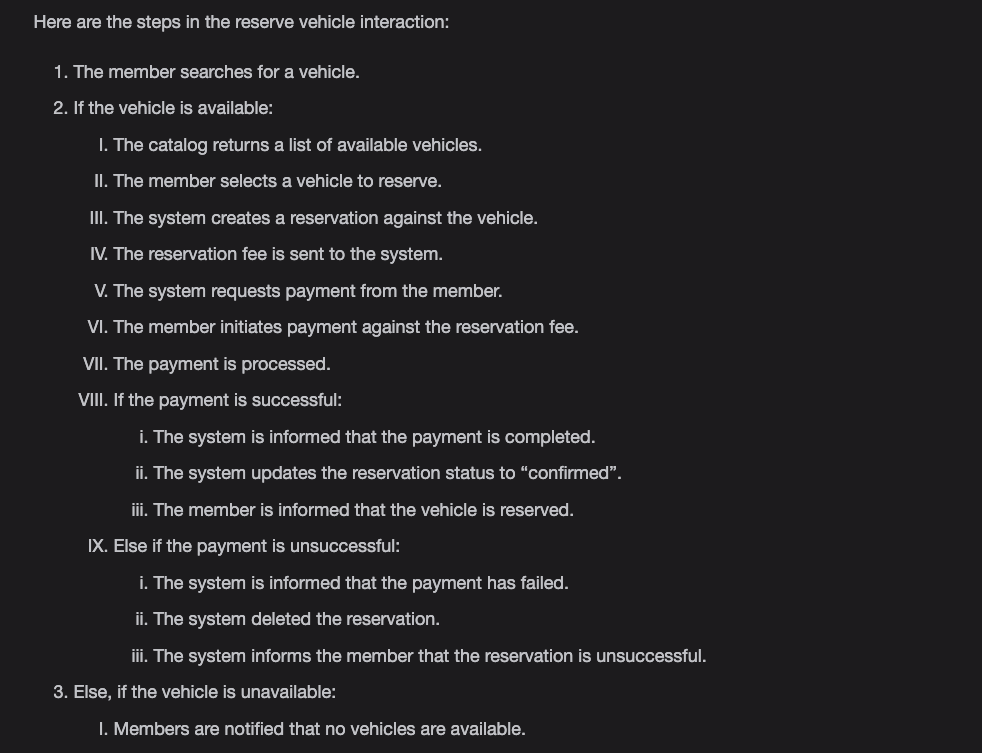 Here are the steps in the reserve vehicle interaction:
1. The member searches for a vehicle.
2. If the vehicle is available:
I. The catalog returns a list of available vehicles.
II. The member selects a vehicle to reserve.
III. The system creates a reservation against the vehicle.
IV. The reservation fee is sent to the system.
V. The system requests payment from the member.
VI. The member initiates payment against the reservation fee.
VII. The payment is processed.
VIII. If the payment is successful:
i. The system is informed that the payment is completed.
ii. The system updates the reservation status to “confirmed”.
iii. The member is informed that the vehicle is reserved.
IX. Else if the payment is unsuccessful:
i. The system is informed that the payment has failed.
ii. The system deleted the reservation.
iii. The system informs the member that the reservation is unsuccessful.
3. Else, if the vehicle is unavailable:
I. Members are notified that no vehicles are available.